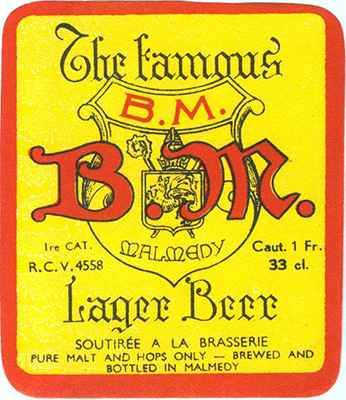 The famous
B.M.
B.M.
MALMEDY
1re CAT.
R.C.V. 4558
Caut. 1 Fr.
33 cl.
Lager Beer
SOUTIRÉE A LA BRASSERIE
PURE MALT AND HOPS ONLY — BREWED AND
BOTTLED IN MALMEDY